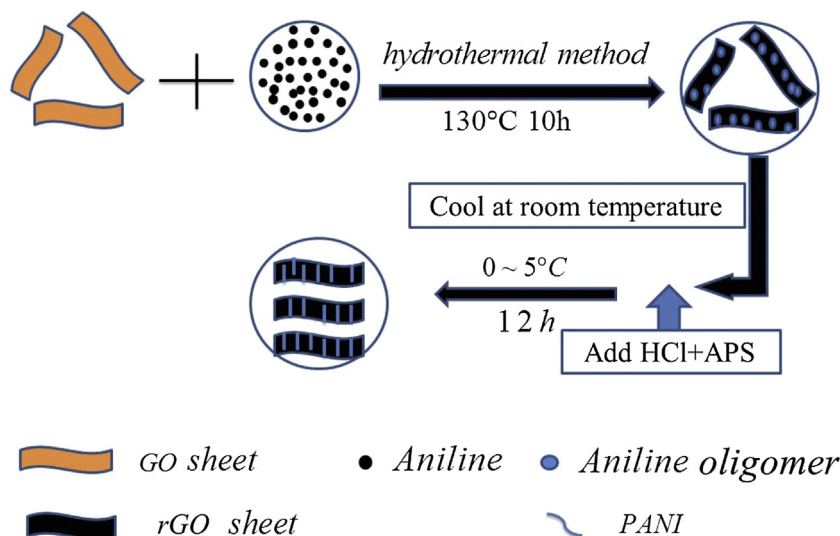 hydrothermal method
130°C 10h
Cool at room temperature
0 ~ 5°C
12 h
Add HCl+APS
GO sheet
Aniline
Aniline oligomer
rGO sheet
PANI